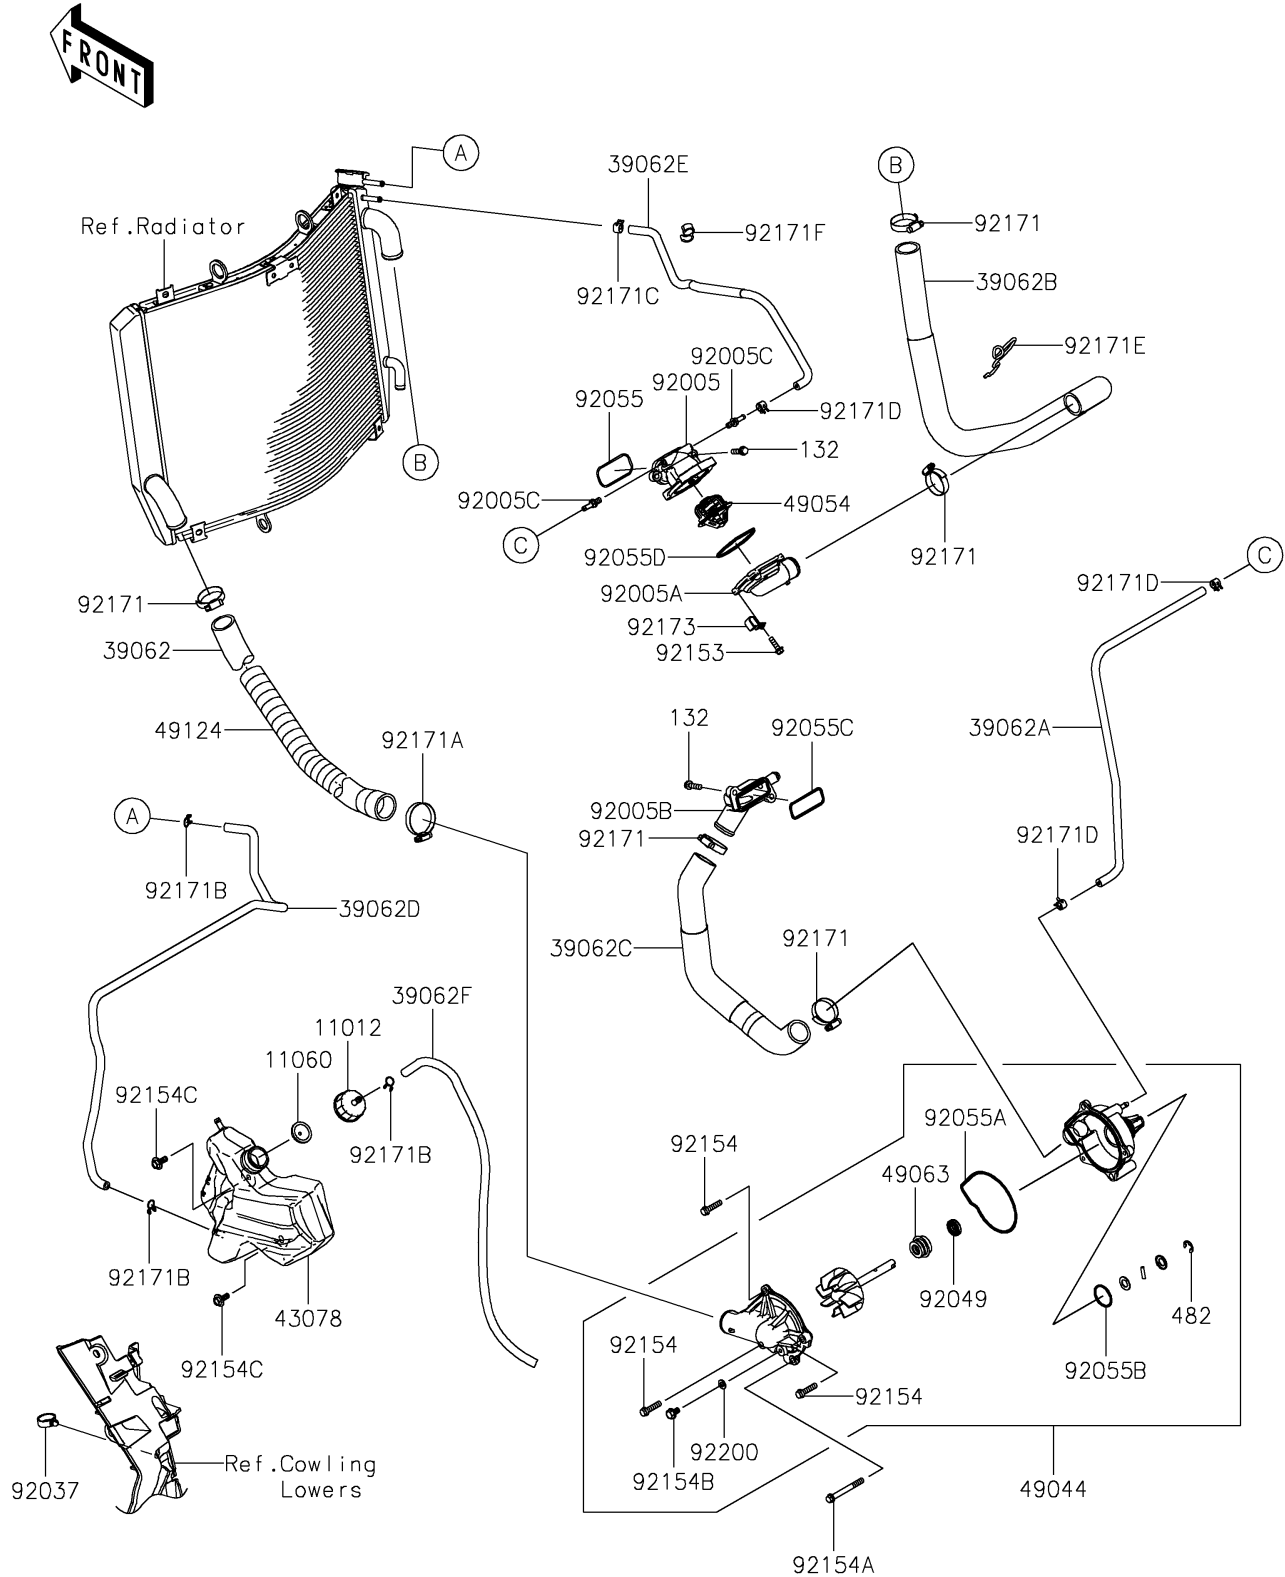 FRONT
A
39062E
B
92171
92171F
Ref.Radiator
39062B
92171C
92171E
92005C
92005
92055
92171D
132
B
92005C
49054
C
92055D
92171
C
92171D
92005A
92171
92173
39062
92153
132
92055C
39062A
49124
92171A
92005B
A
92171
92171D
92171B
39062D
92171
39062C
39062F
11012
11060
92154C
92055A
92154
92171B
49063
92171B
92049
43078
482
92154
92154C
92055B
92154
92200
Ref.Cowling
Lowers
92154B
92037
49044
92154A